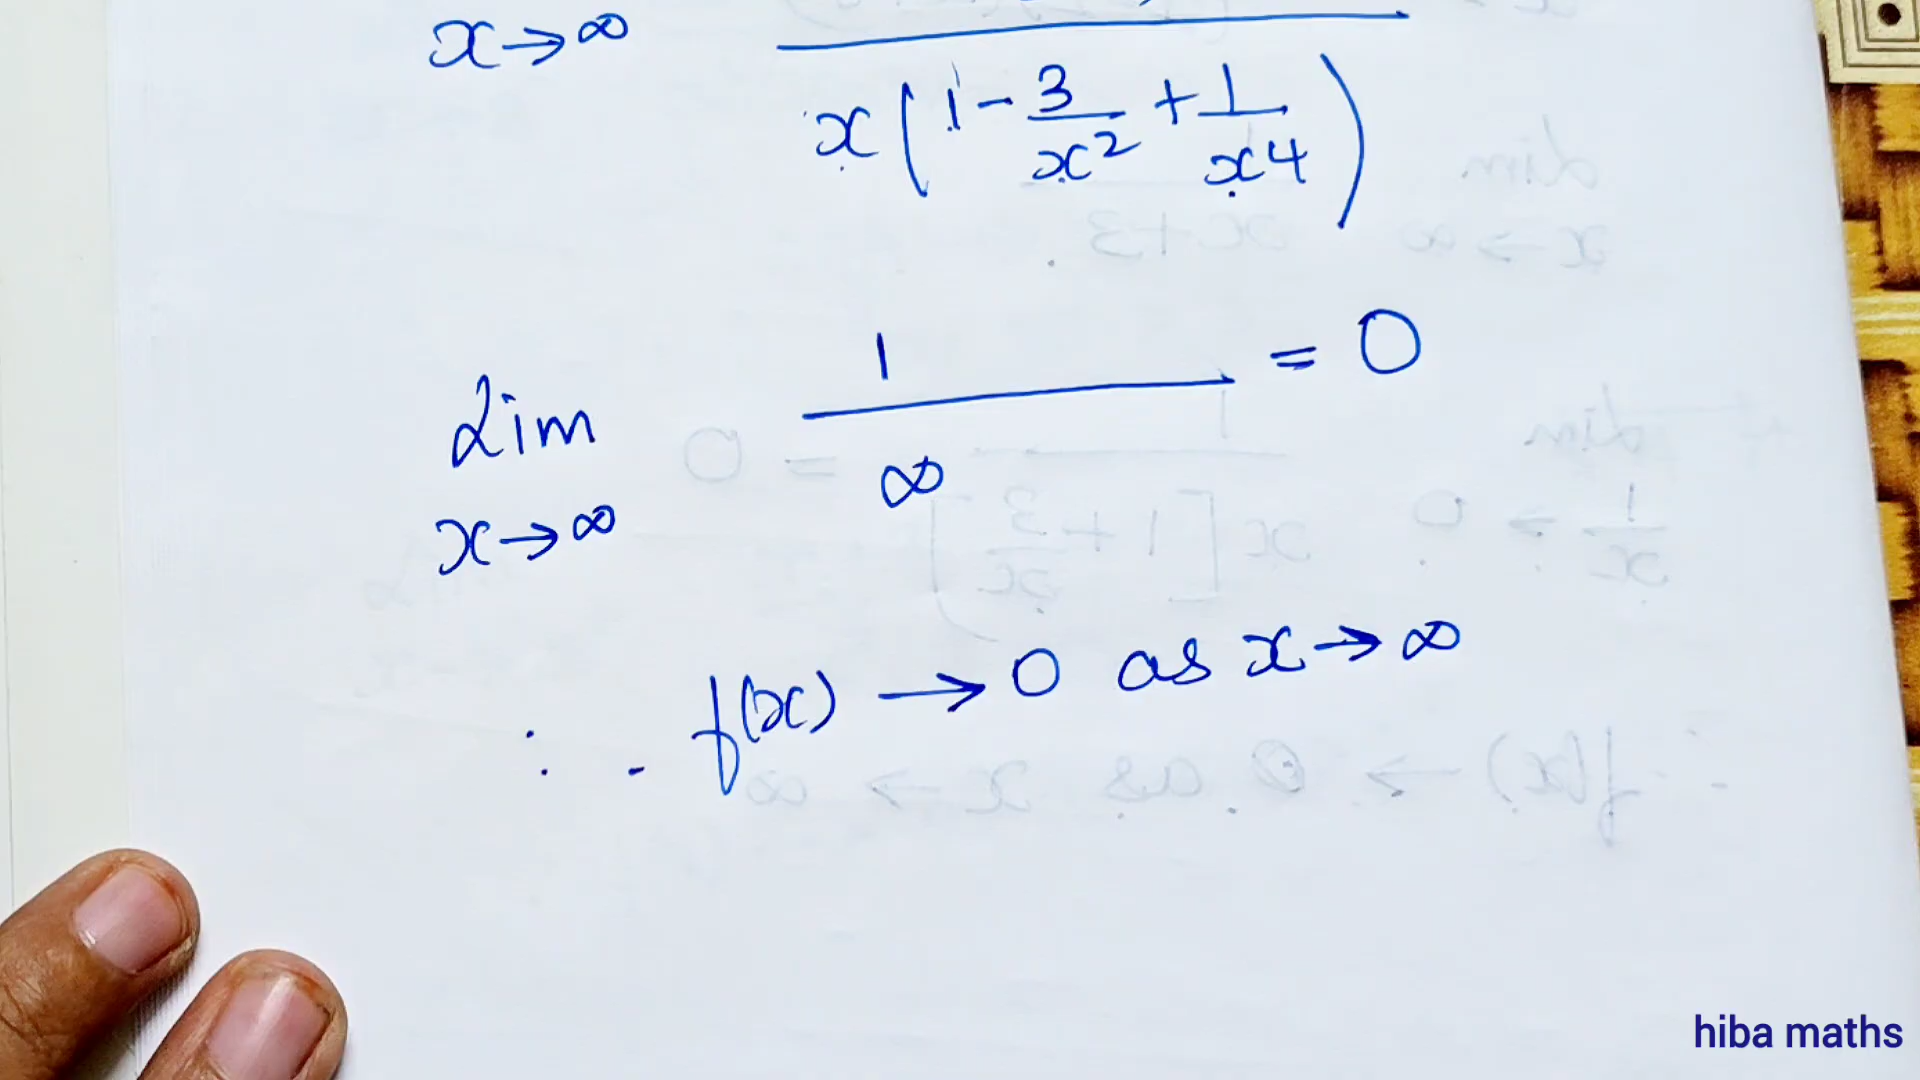 x→∞
x(1 - 3/x² + 1/x⁴)
lim x→∞ 1/∞ = 0
∴ f(x) → 0 as x→∞
hiba maths